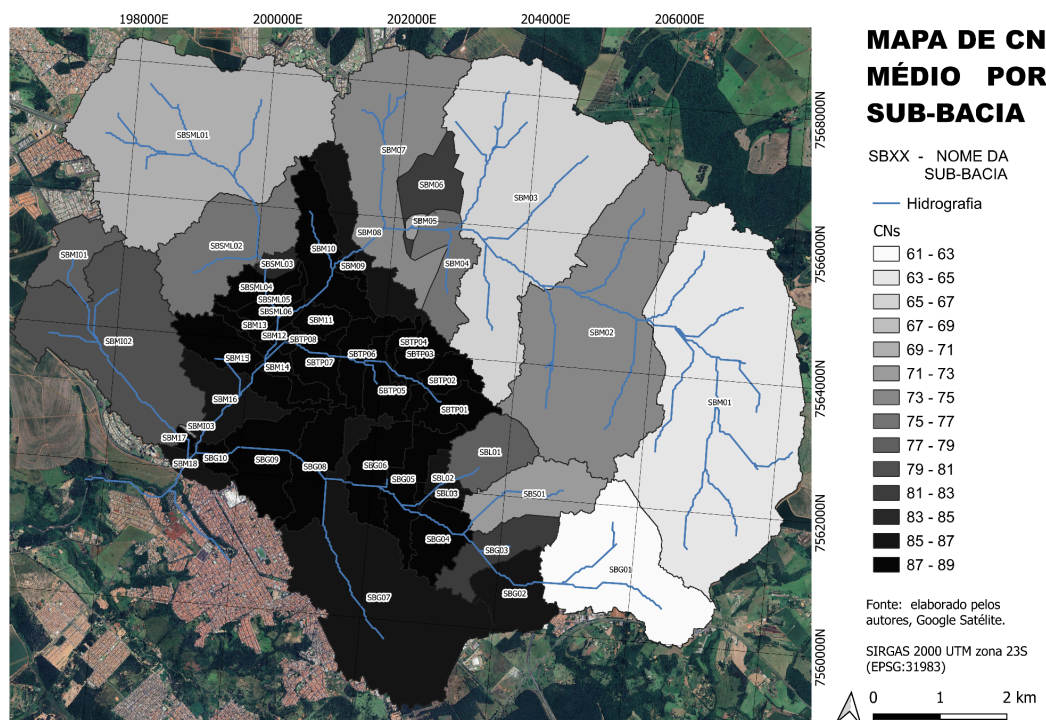 198000E
200000E
202000E
204000E
206000E
MAPA DE CN
MÉDIO POR
SUB-BACIA
SBXX - NOME DA
SUB-BACIA
Hidrografia
CNs
61 - 63
63 - 65
65 - 67
67 - 69
69 - 71
71 - 73
73 - 75
75 - 77
77 - 79
79 - 81
81 - 83
83 - 85
85 - 87
87 - 89
Fonte: elaborado pelos
autores, Google Satélite.
SIRGAS 2000 UTM zona 23S
(EPSG:31983)
0 1 2 km
7568000N
7566000N
7564000N
7562000N
7560000N
SBSML01
SBM07
SBM06
SBM03
SBM05
SBM08
SBSML02
SBM10
SBMI01
SBSML03
SBM09
SBM04
SBSML04
SBSML05
SBSML06
SBM11
SBM13
SBM12
SBTP08
SBM02
SBMI02
SBTP04
SBTP06
SBTP03
SBM15
SBTP07
SBM14
SBTP02
SBTP05
SBM16
SBM01
SBTP01
SBMI03
SBM17
SBL01
SBG10
SBG09
SBM18
SBG08
SBG06
SBG05
SBL02
SBL03
SBS01
SBG04
SBG03
SBG01
SBG02
SBG07